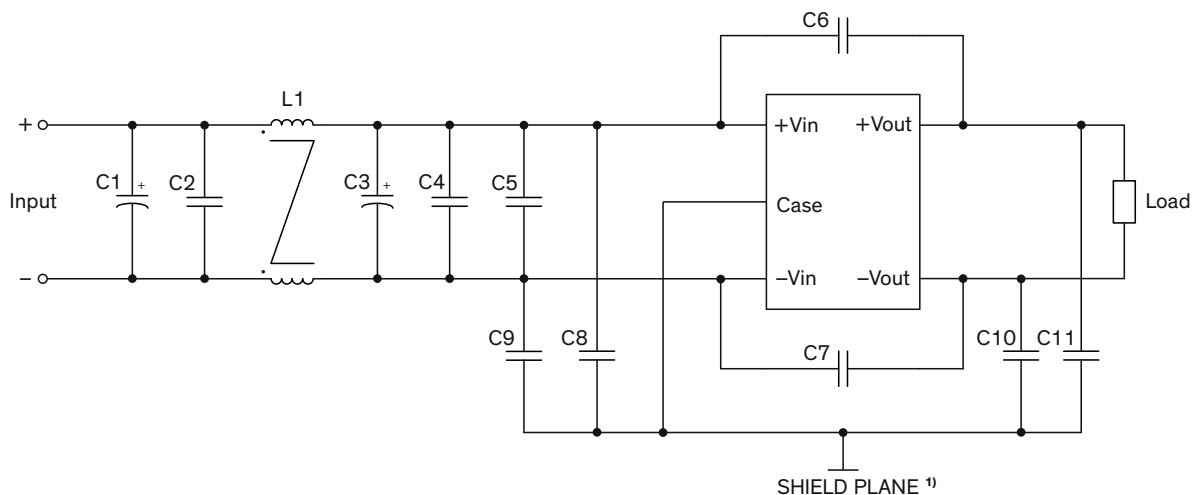 C6
L1
+
+Vin
+Vout
C1 +
C2
C3 +
C4
C5
Input
Case
Load
–
–Vin
–Vout
C9
C8
C7
C10
C11
SHIELD PLANE ¹⁾